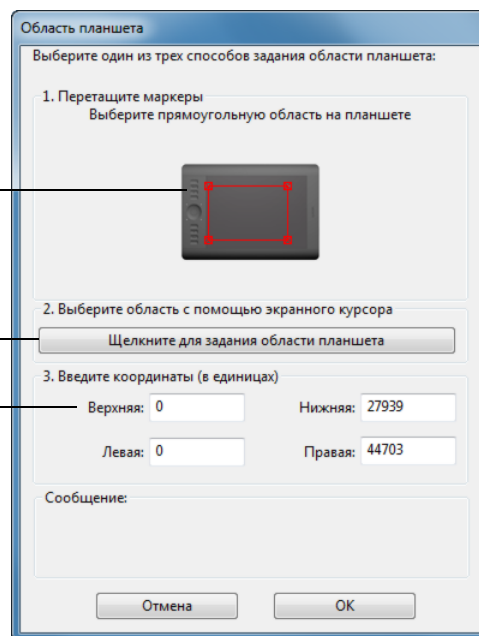 Область планшета
Выберите один из трех способов задания области планшета:
1. Перетащите маркеры
Выберите прямоугольную область на планшете
2. Выберите область с помощью экранного курсора
Щелкните для задания области планшета
3. Введите координаты (в единицах)
Верхняя: 0 Нижняя: 27939
Левая: 0 Правая: 44703
Сообщение:
Отмена ОК